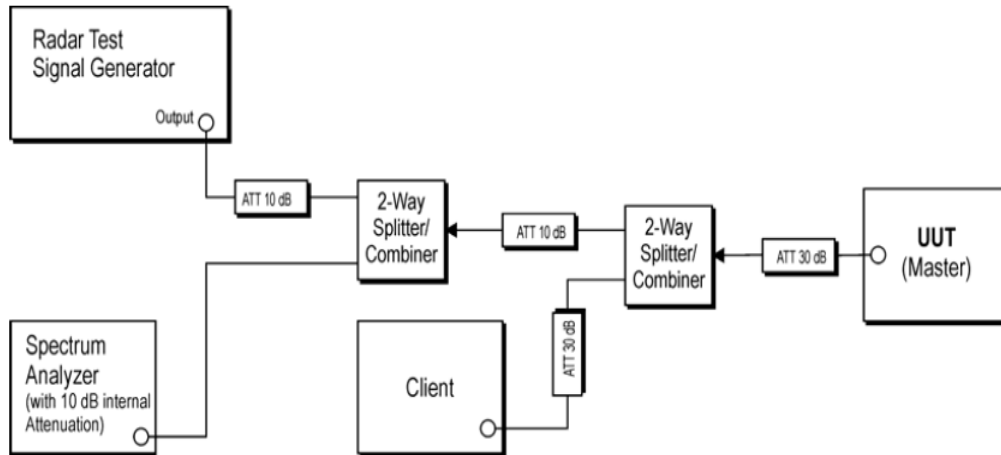 Radar Test
Signal Generator
Output
ATT 10 dB
2-Way
Splitter/
Combiner
ATT 10 dB
2-Way
Splitter/
Combiner
ATT 30 dB
UUT
(Master)
Spectrum
Analyzer
(with 10 dB internal
Attenuation)
Client
ATT 30 dB